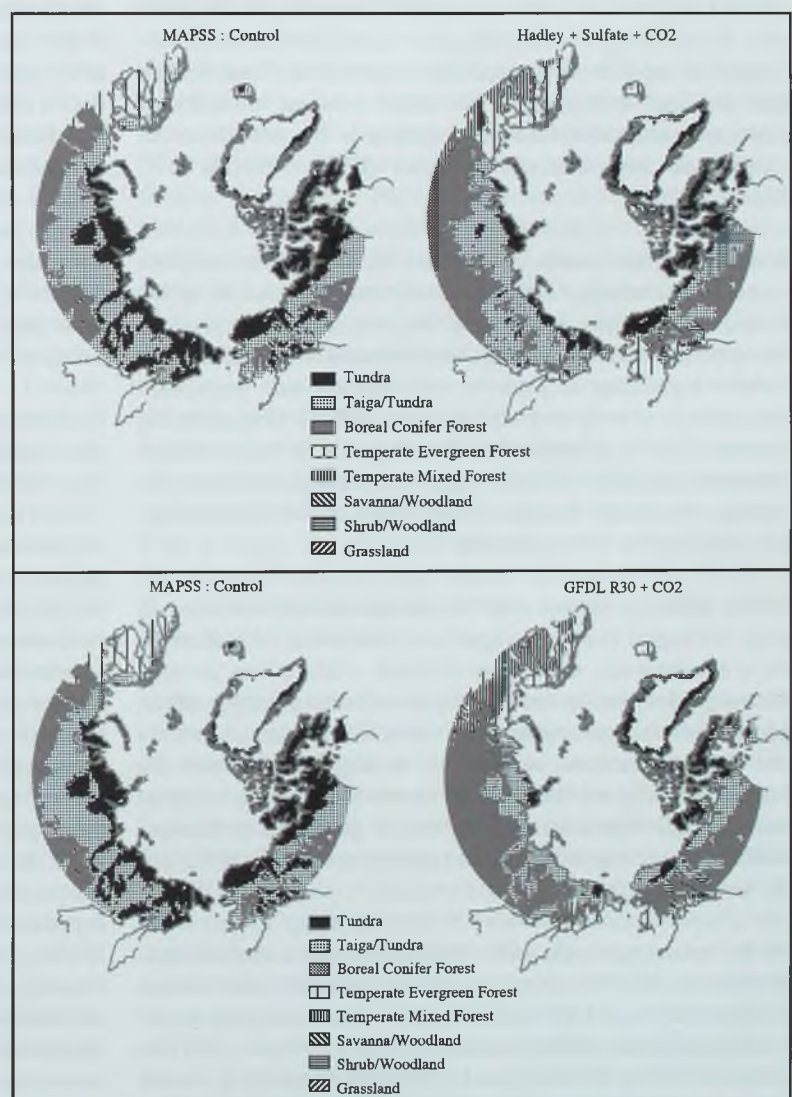 MAPSS : Control
Hadley + Sulfate + CO2
Tundra
Taiga/Tundra
Boreal Conifer Forest
Temperate Evergreen Forest
Temperate Mixed Forest
Savanna/Woodland
Shrub/Woodland
Grassland
MAPSS : Control
GFDL R30 + CO2
Tundra
Taiga/Tundra
Boreal Conifer Forest
Temperate Evergreen Forest
Temperate Mixed Forest
Savanna/Woodland
Shrub/Woodland
Grassland